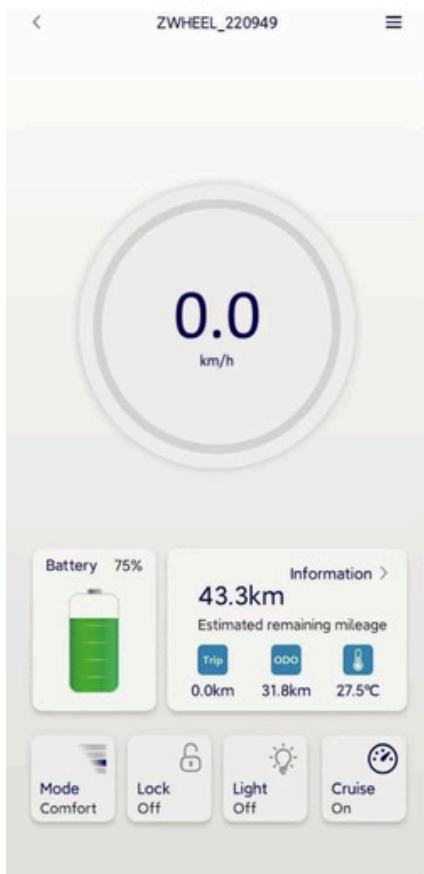 ZWHEEL_220949
0.0
km/h
Battery 75%
Information >
43.3km
Estimated remaining mileage
Trip ODO
0.0km 31.8km 27.5℃
Mode Lock Light Cruise
Comfort Off Off On